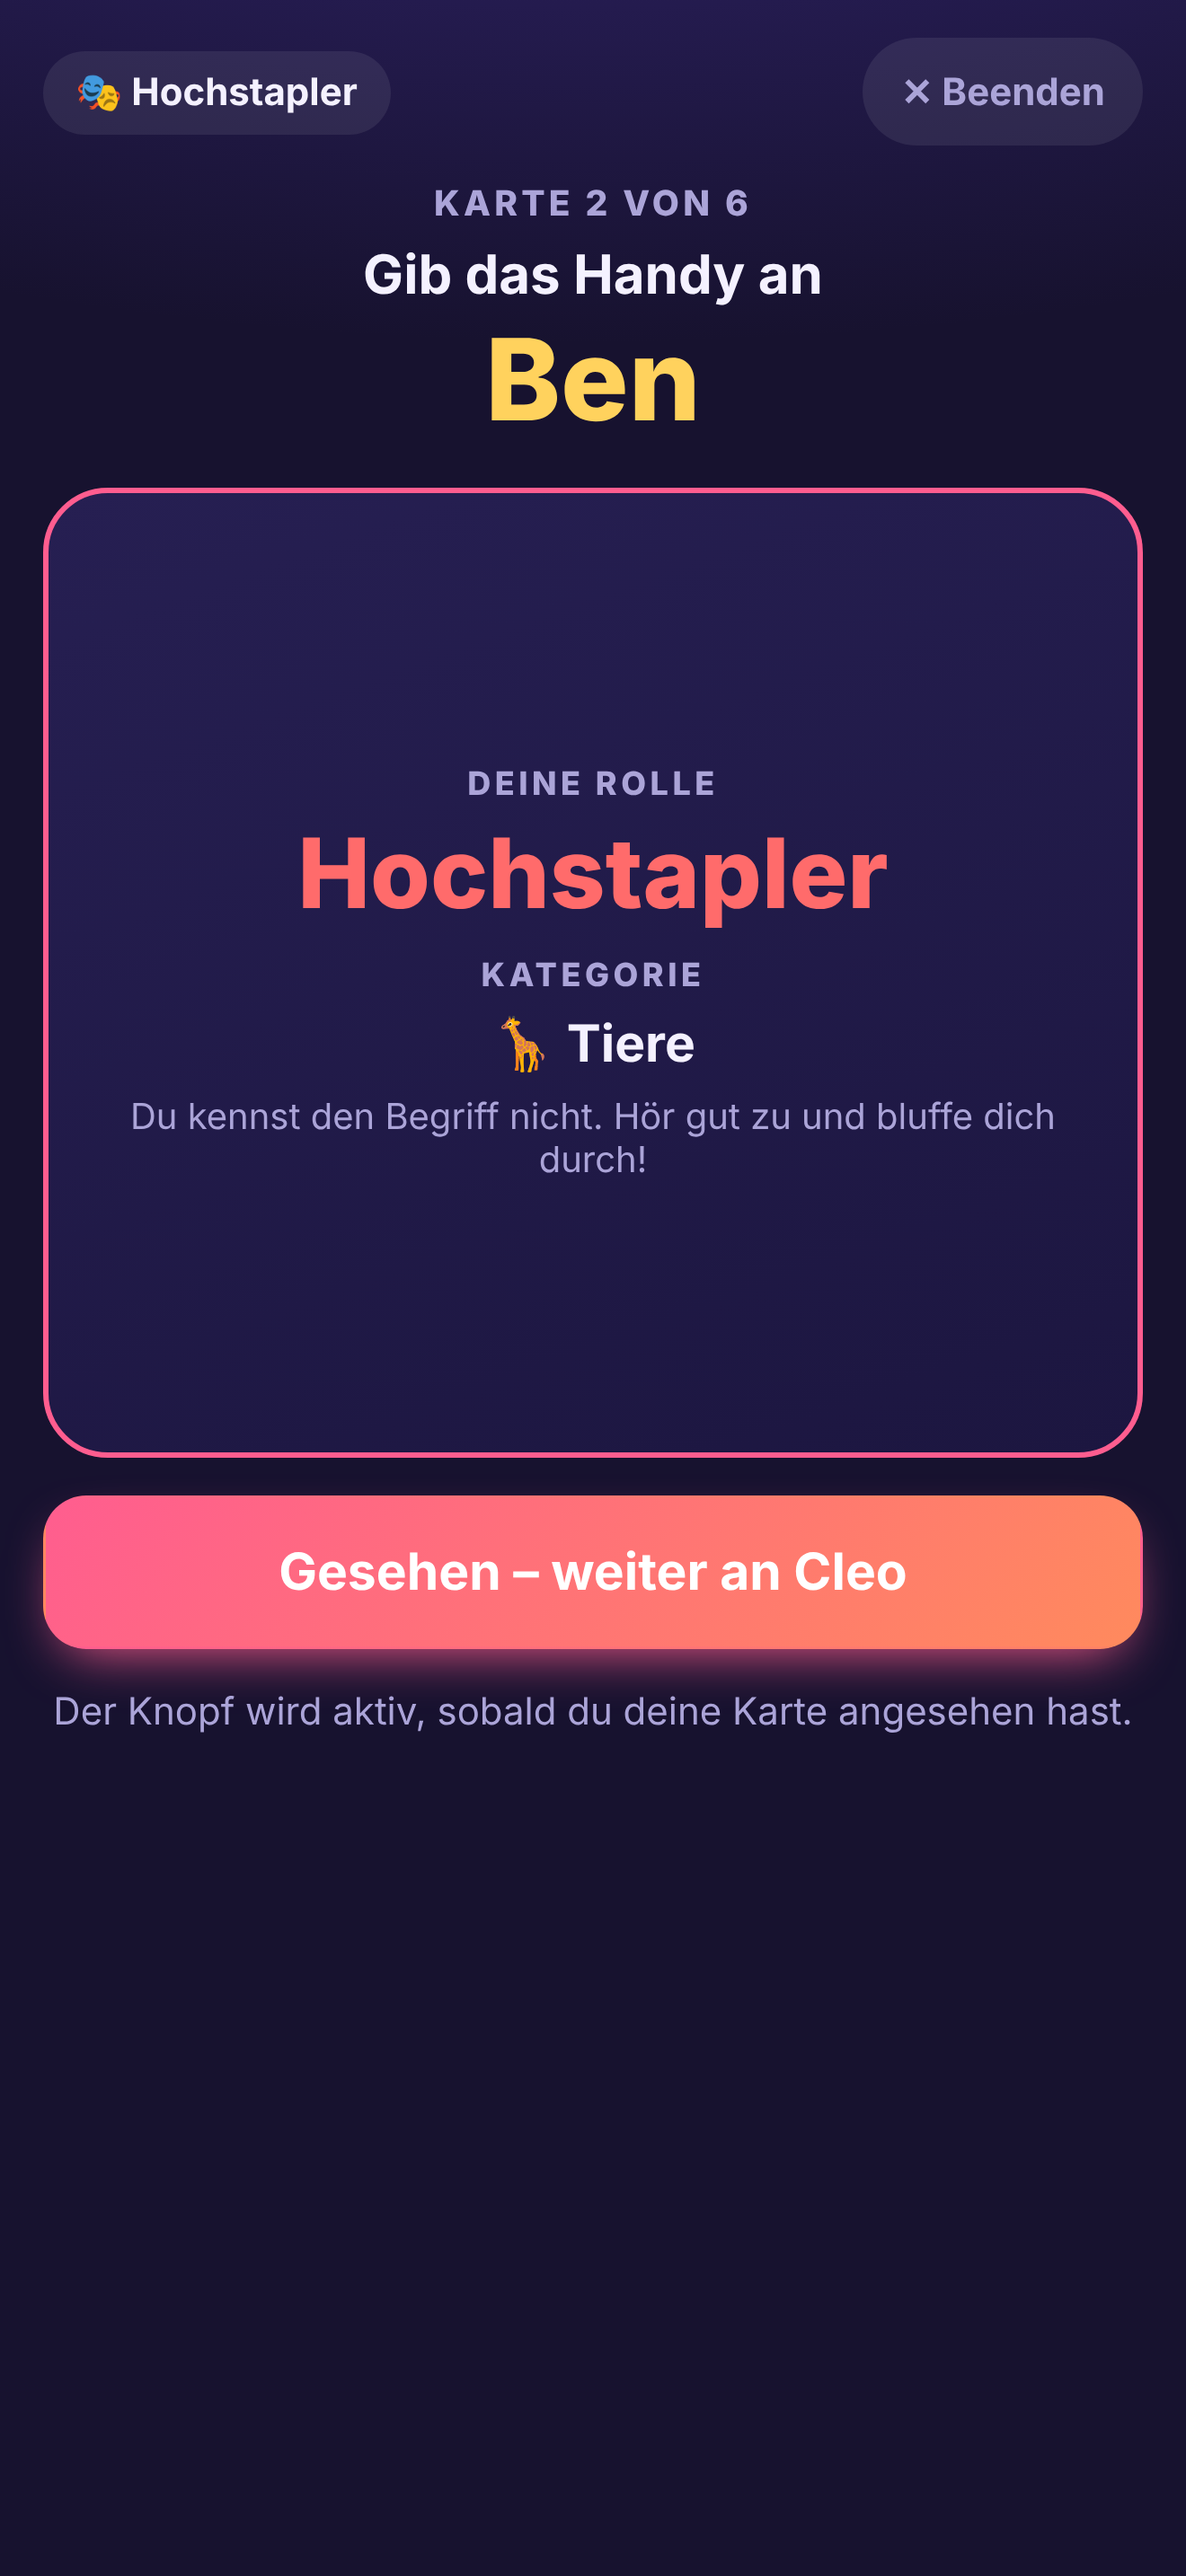 🎭 Hochstapler
✕ Beenden
KARTE 2 VON 6
Gib das Handy an
Ben
DEINE ROLLE
Hochstapler
KATEGORIE
🦒 Tiere
Du kennst den Begriff nicht. Hör gut zu und bluffe dich
durch!
Gesehen – weiter an Cleo
Der Knopf wird aktiv, sobald du deine Karte angesehen hast.